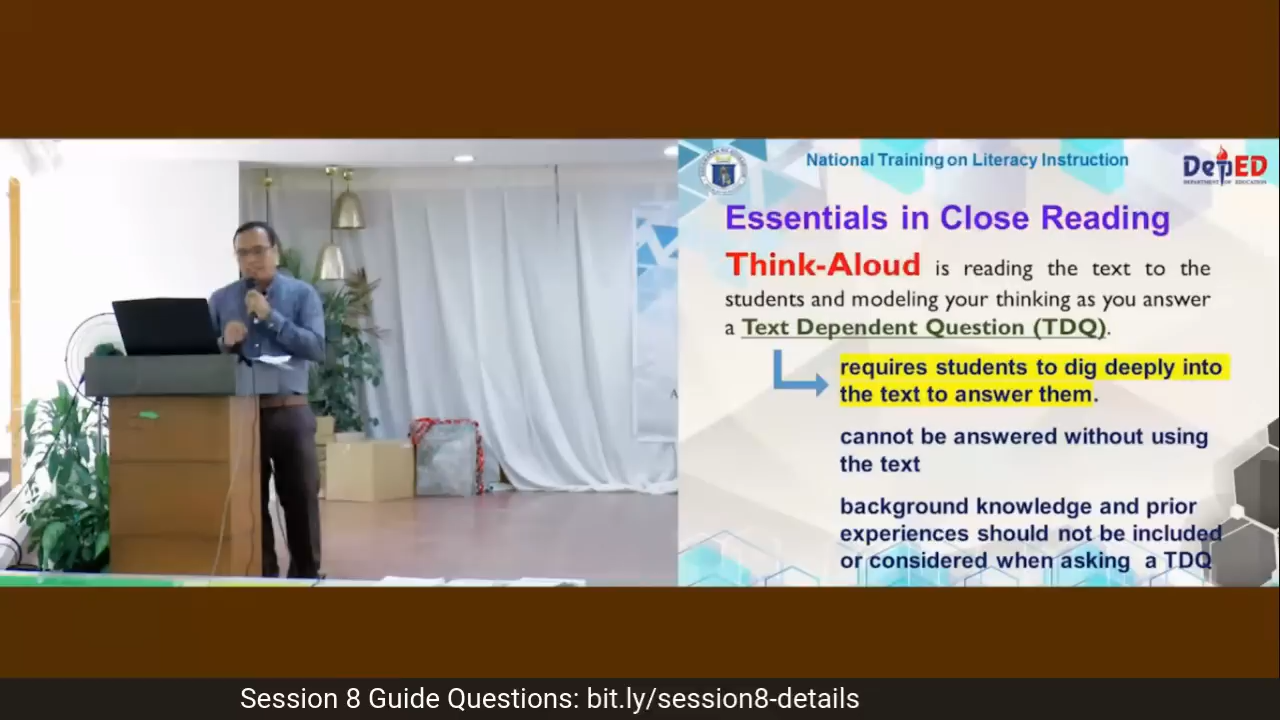 National Training on Literacy Instruction
DepED
DEPARTMENT OF EDUCATION
Essentials in Close Reading
Think-Aloud is reading the text to the
students and modeling your thinking as you answer
a Text Dependent Question (TDQ).
requires students to dig deeply into
the text to answer them.
cannot be answered without using
the text
background knowledge and prior
experiences should not be included
or considered when asking a TDQ
Session 8 Guide Questions: bit.ly/session8-details